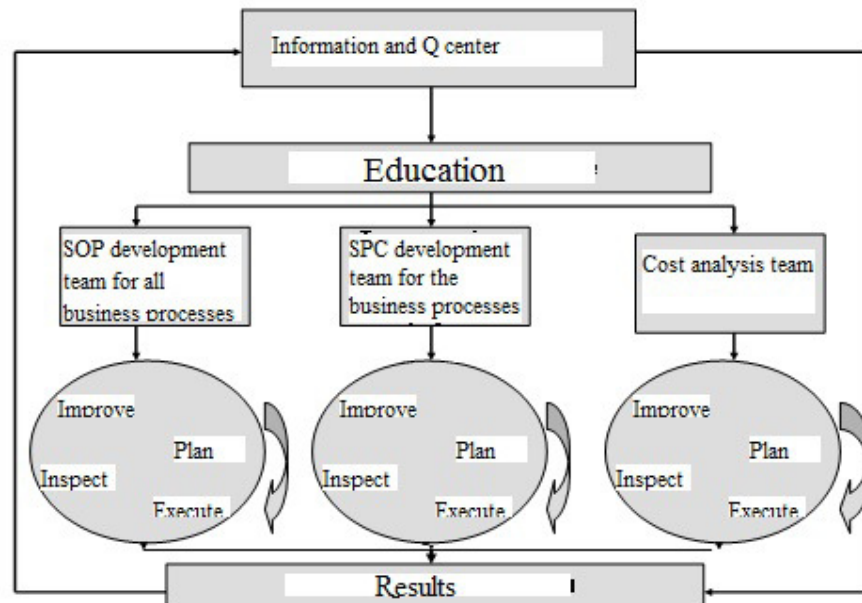 Information and Q center
Education
SOP development
team for all
business processes
SPC development
team for the
business processes
Cost analysis team
Improve
Plan
Inspect
Execute
Improve
Plan
Inspect
Execute
Improve
Plan
Inspect
Execute
Results